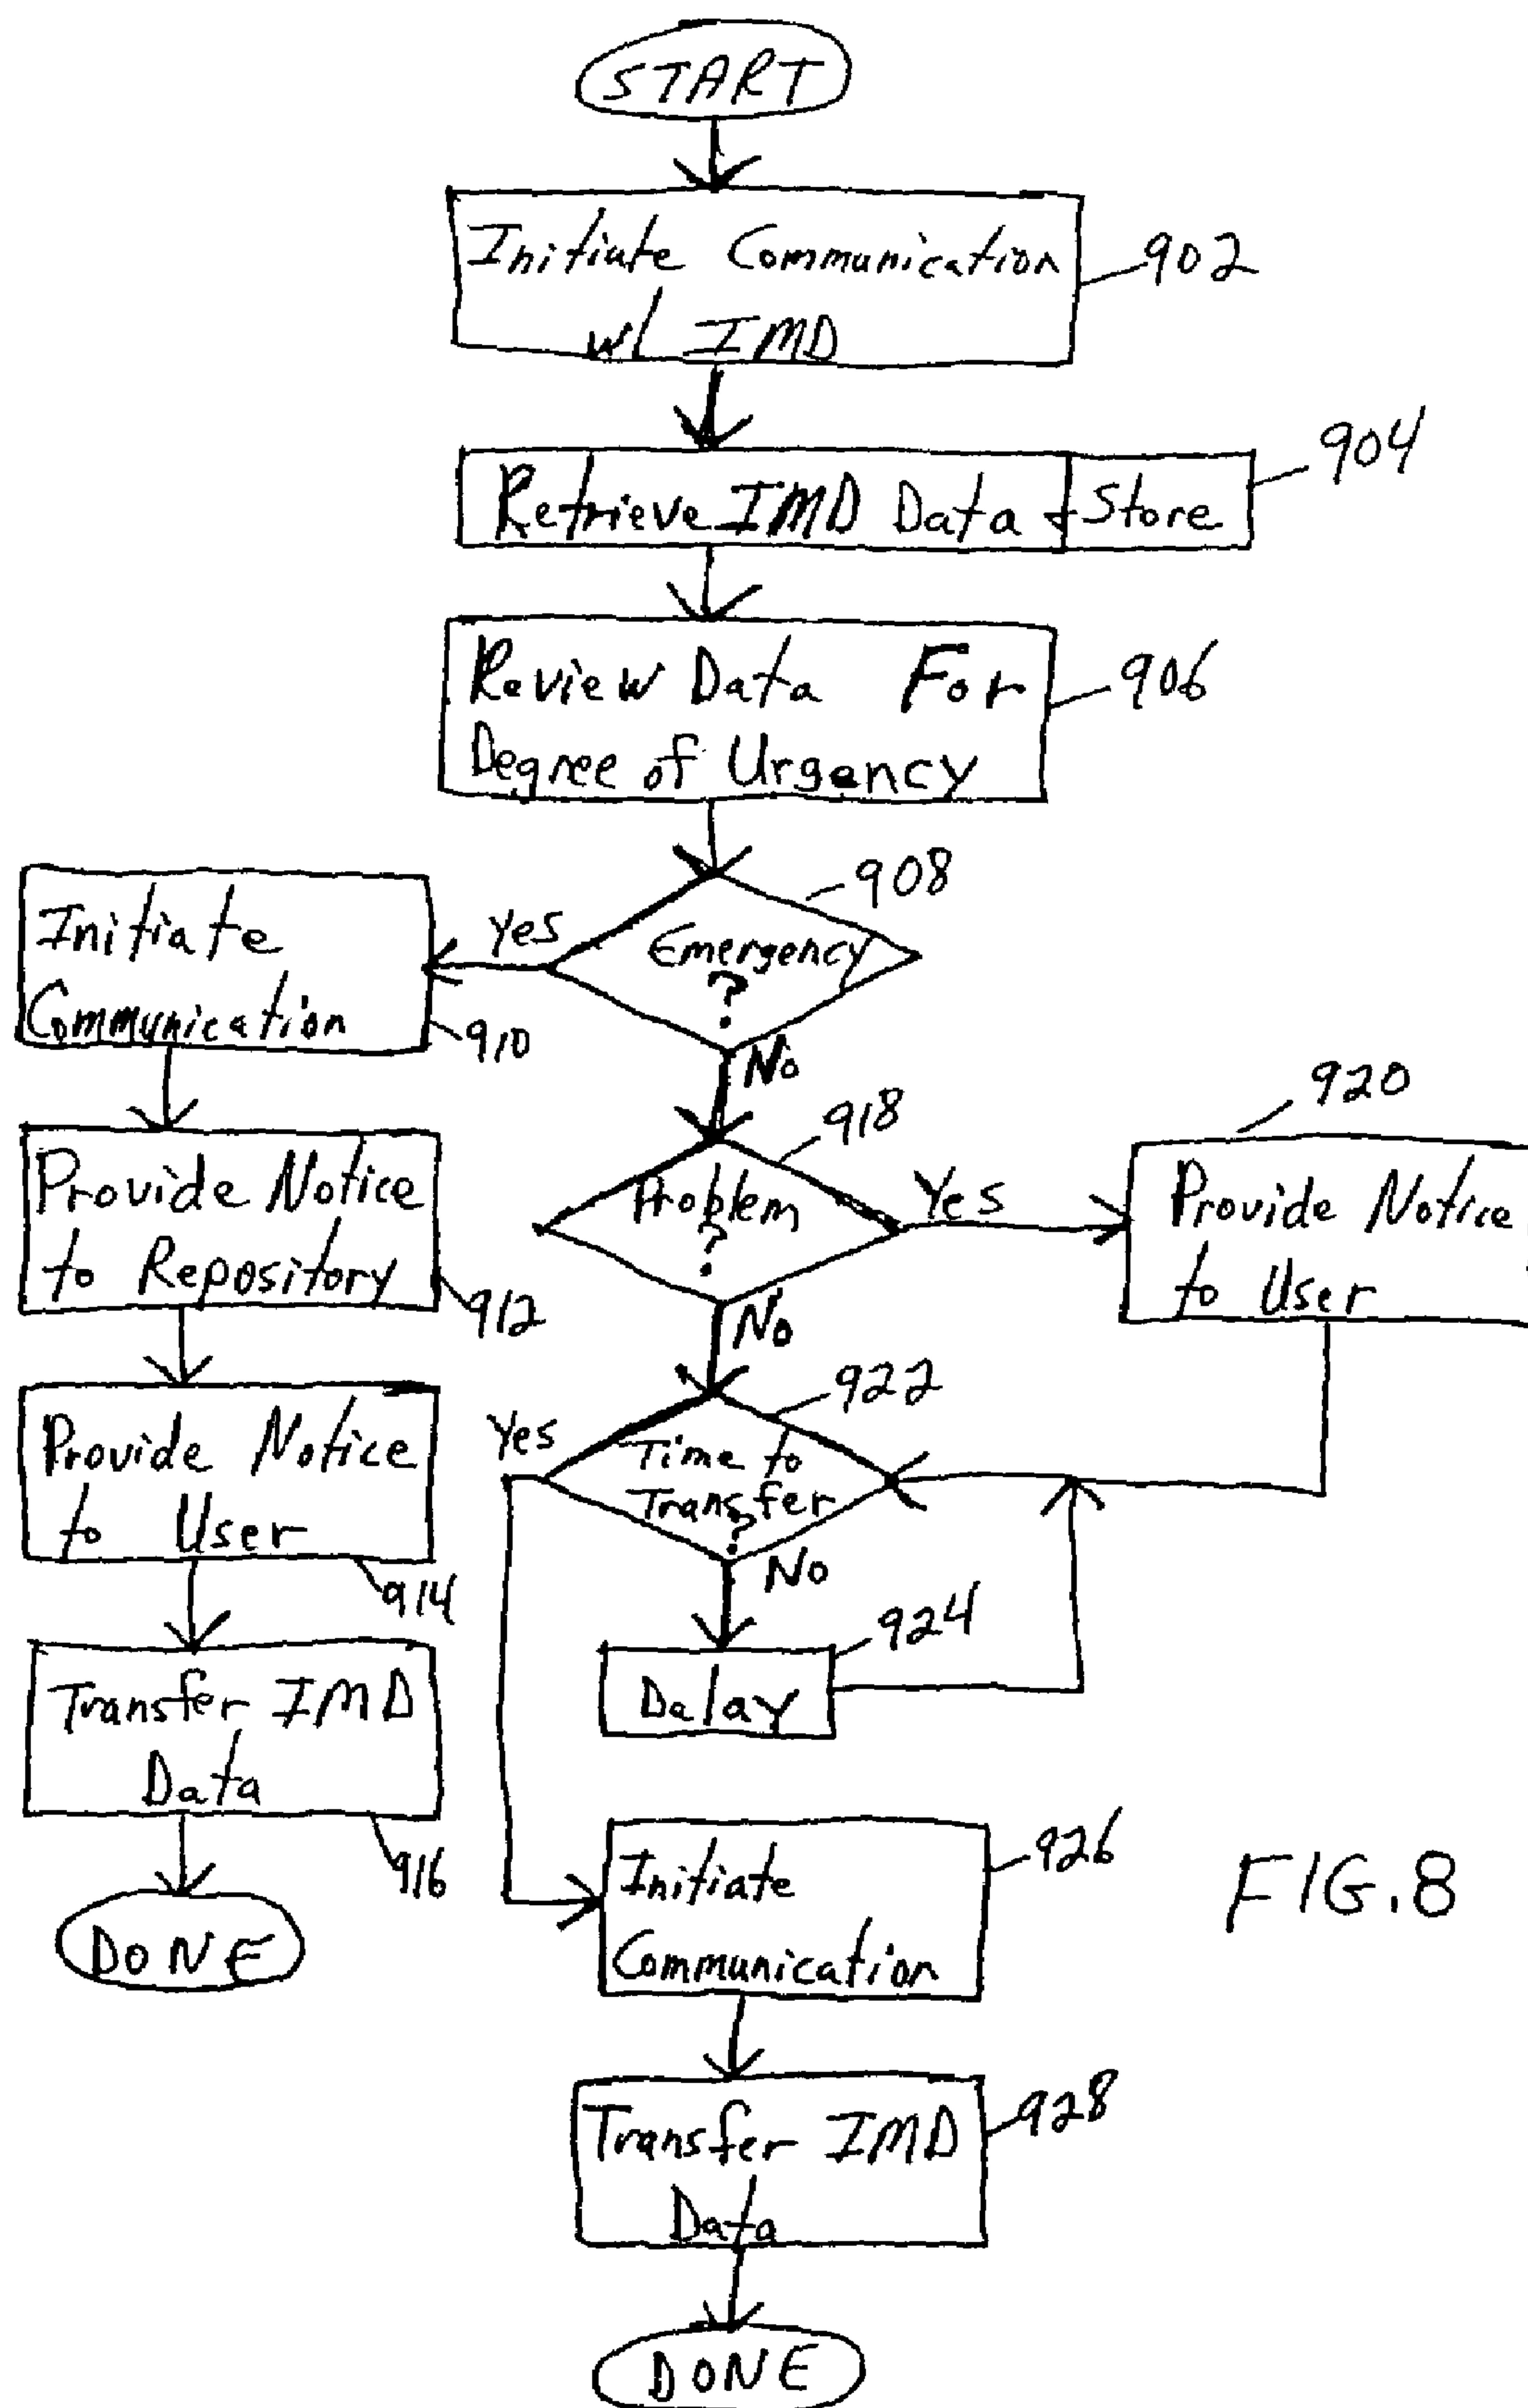 START
Initiate Communication
w/ IMD
902
Retrieve IMD Data + Store
904
Review Data For
Degree of Urgency
906
Emergency
?
908
Yes
No
Initiate
Communication
910
Provide Notice
to Repository
912
Provide Notice
to User
914
Transfer IMD
Data
916
DONE
Problem
?
918
Yes
No
Provide Notice
to User
920
Time to
Transfer
?
922
Yes
No
Delay
924
Initiate
Communication
926
Transfer IMD
Data
928
DONE
FIG. 8